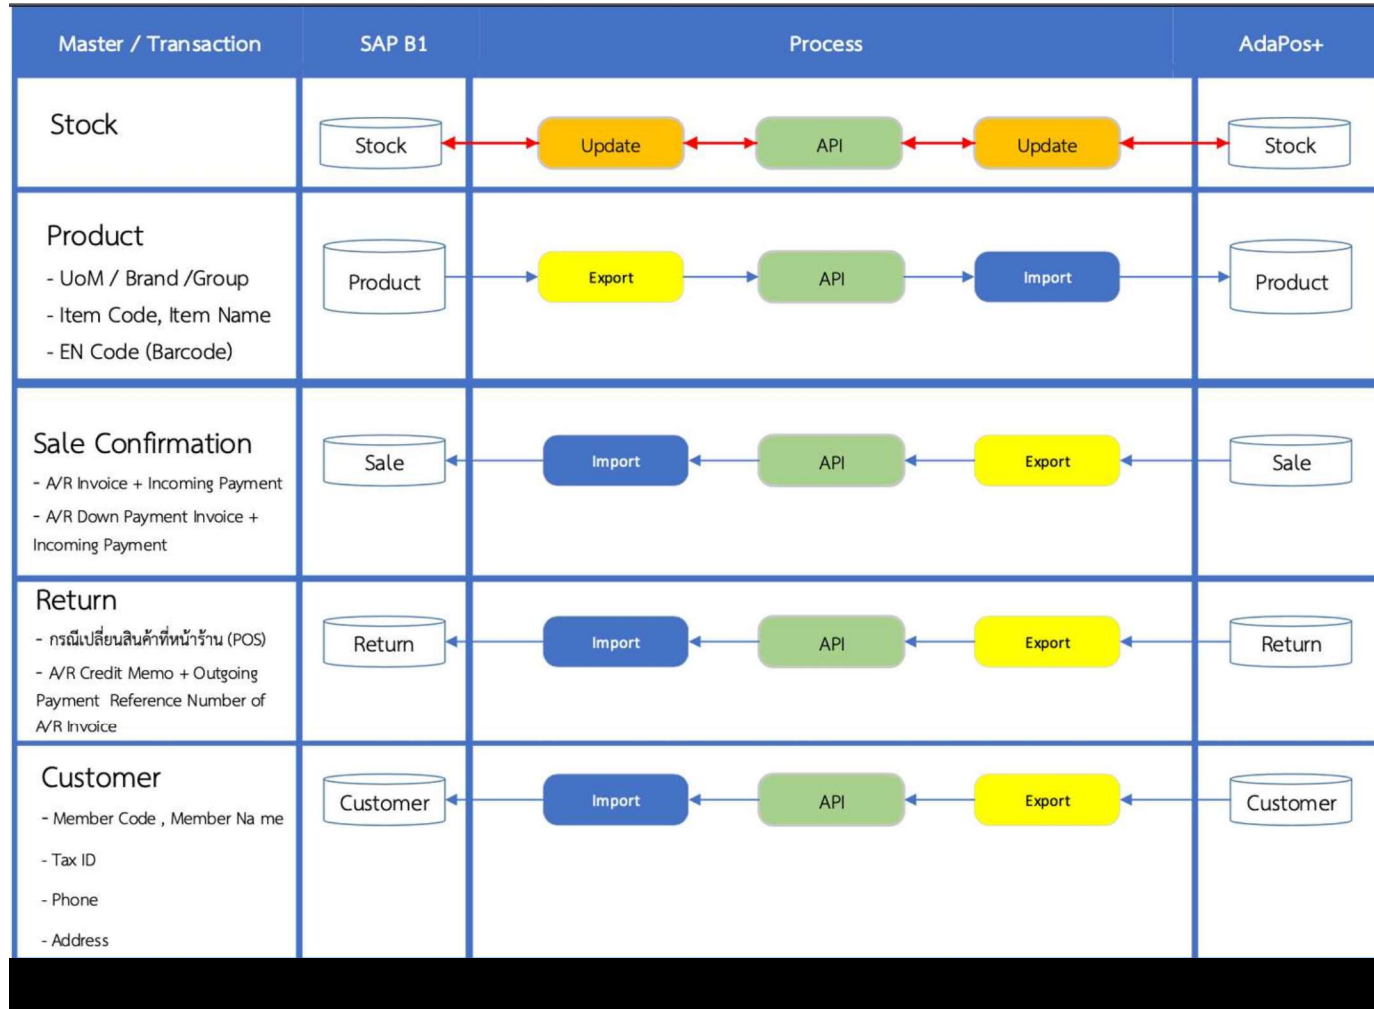 Master / Transaction SAP B1 Process AdaPos+
Stock
Stock Update API Update Stock
Product
- UoM / Brand /Group
- Item Code, Item Name
- EN Code (Barcode)
Product Export API Import Product
Sale Confirmation
- A/R Invoice + Incoming Payment
- A/R Down Payment Invoice +
Incoming Payment
Sale Import API Export Sale
Return
- กรณีเปลี่ยนสินค้าที่หน้าร้าน (POS)
- A/R Credit Memo + Outgoing
Payment Reference Number of
A/R Invoice
Return Import API Export Return
Customer
- Member Code , Member Na me
- Tax ID
- Phone
- Address
Customer Import API Export Customer